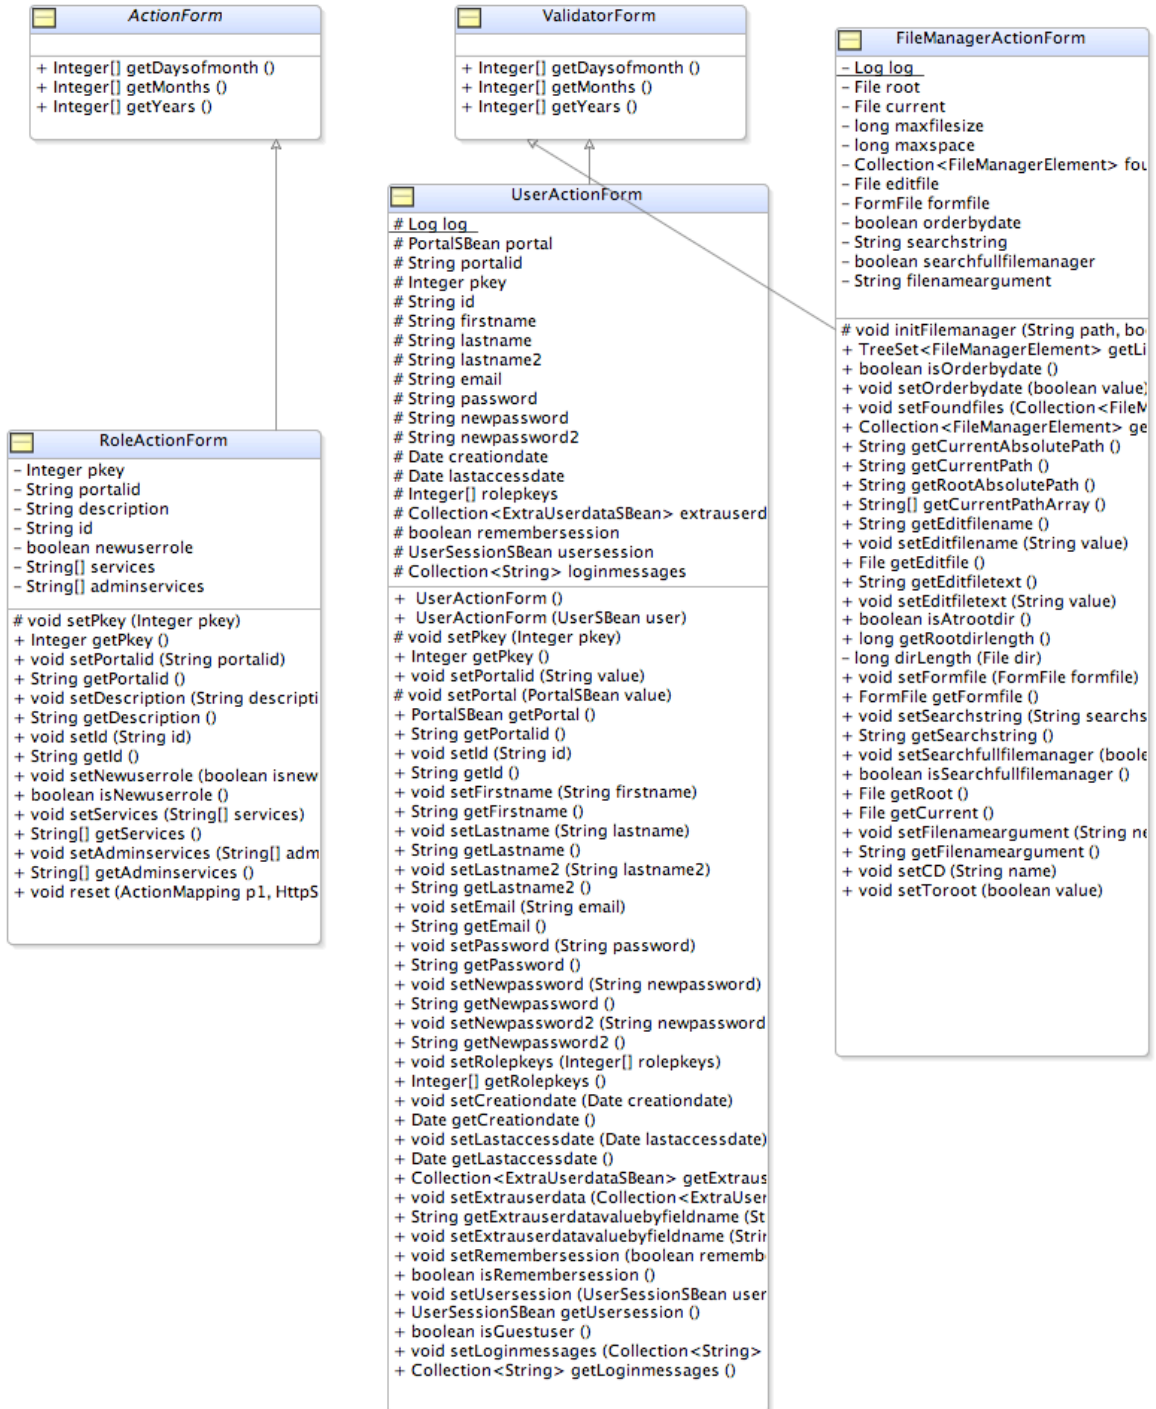 ActionForm
+ Integer[] getDaysofmonth ()
+ Integer[] getMonths ()
+ Integer[] getYears ()
ValidatorForm
+ Integer[] getDaysofmonth ()
+ Integer[] getMonths ()
+ Integer[] getYears ()
FileManagerActionForm
- Log log
- File root
- File current
- long maxfilesize
- long maxspace
- Collection<FileManagerElement> fou
- File editfile
- FormFile formfile
- boolean orderbydate
- String searchstring
- boolean searchfullfilemanager
- String filenameargument
# void initFilemanager (String path, bo
+ TreeSet<FileManagerElement> getLi
+ boolean isOrderbydate ()
+ void setOrderbydate (boolean value)
+ void setFoundfiles (Collection<FileM
+ Collection<FileManagerElement> ge
+ String getCurrentAbsolutePath ()
+ String getCurrentPath ()
+ String getRootAbsolutePath ()
+ String[] getCurrentPathArray ()
+ String getEditfilename ()
+ void setEditfilename (String value)
+ File getEditfile ()
+ String getEditfiletext ()
+ void setEditfiletext (String value)
+ boolean isAtrootdir ()
+ long getRootdirlength ()
- long dirLength (File dir)
+ void setFormfile (FormFile formfile)
+ FormFile getFormfile ()
+ void setSearchstring (String searchs
+ String getSearchstring ()
+ void setSearchfullfilemanager (boole
+ boolean isSearchfullfilemanager ()
+ File getRoot ()
+ File getCurrent ()
+ void setFilenameargument (String ne
+ String getFilenameargument ()
+ void setCD (String name)
+ void setToroot (boolean value)
UserActionForm
# Log log
# PortalSBean portal
# String portalid
# Integer pkey
# String id
# String firstname
# String lastname
# String lastname2
# String email
# String password
# String newpassword
# String newpassword2
# Date creationdate
# Date lastaccessdate
# Integer[] rolepkeys
# Collection<ExtraUserdataSBean> extrauserd
# boolean remembersession
# UserSessionSBean usersession
# Collection<String> loginmessages
+ UserActionForm ()
+ UserActionForm (UserSBean user)
# void setPkey (Integer pkey)
+ Integer getPkey ()
+ void setPortalid (String value)
# void setPortal (PortalSBean value)
+ PortalSBean getPortal ()
+ String getPortalid ()
+ void setId (String id)
+ String getId ()
+ void setFirstname (String firstname)
+ String getFirstname ()
+ void setLastname (String lastname)
+ String getLastname ()
+ void setLastname2 (String lastname2)
+ String getLastname2 ()
+ void setEmail (String email)
+ String getEmail ()
+ void setPassword (String password)
+ String getPassword ()
+ void setNewpassword (String newpassword)
+ String getNewpassword ()
+ void setNewpassword2 (String newpassword
+ String getNewpassword2 ()
+ void setRolepkeys (Integer[] rolepkeys)
+ Integer[] getRolepkeys ()
+ void setCreationdate (Date creationdate)
+ Date getCreationdate ()
+ void setLastaccessdate (Date lastaccessdate)
+ Date getLastaccessdate ()
+ Collection<ExtraUserdataSBean> getExtraus
+ void setExtrauserdata (Collection<ExtraUser
+ String getExtrauserdatavaluebyfieldname (St
+ void setExtrauserdatavaluebyfieldname (Strin
+ void setRemembersession (boolean rememb
+ boolean isRemembersession ()
+ void setUsersession (UserSessionSBean user
+ UserSessionSBean getUsersession ()
+ boolean isGuestuser ()
+ void setLoginmessages (Collection<String>
+ Collection<String> getLoginmessages ()
RoleActionForm
- Integer pkey
- String portalid
- String description
- String id
- boolean newuserrole
- String[] services
- String[] adminservices
# void setPkey (Integer pkey)
+ Integer getPkey ()
+ void setPortalid (String portalid)
+ String getPortalid ()
+ void setDescription (String descripti
+ String getDescription ()
+ void setId (String id)
+ String getId ()
+ void setNewuserrole (boolean isnew
+ boolean isNewuserrole ()
+ void setServices (String[] services)
+ String[] getServices ()
+ void setAdminservices (String[] adm
+ String[] getAdminservices ()
+ void reset (ActionMapping p1, HttpS